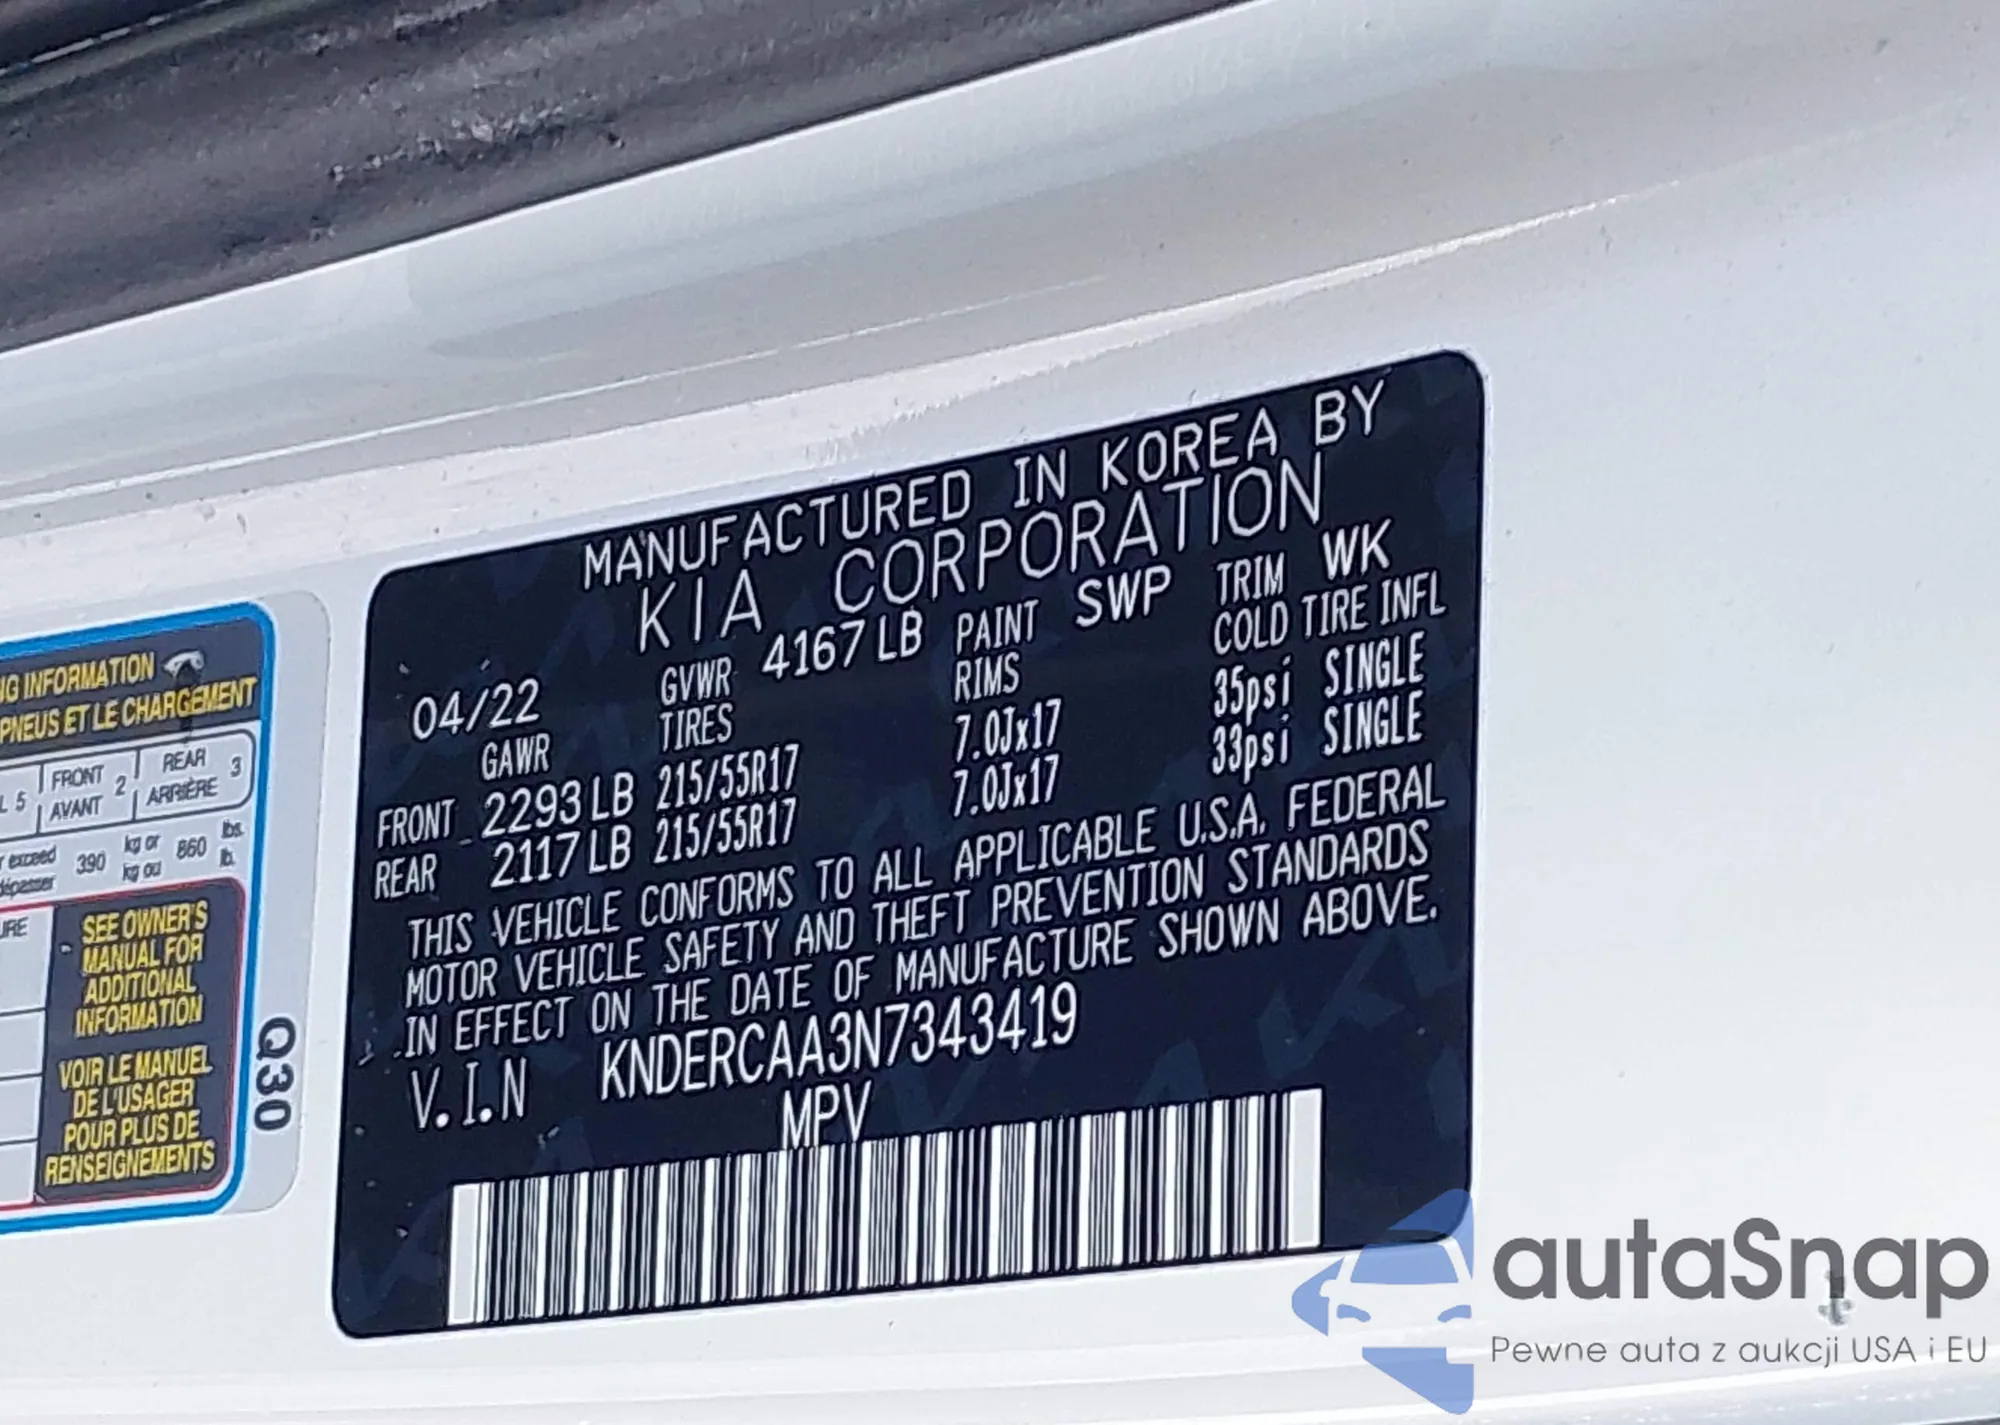 NG INFORMATION
PNEUS ET LE CHARGEMENT
L 5 FRONT AVANT 2 REAR ARRIÈRE 3
exceed 390 kg or 860 lbs.
dépasser kg ou lb.
SEE OWNER'S
MANUAL FOR
ADDITIONAL
INFORMATION
VOIR LE MANUEL
DE L'USAGER
POUR PLUS DE
RENSEIGNEMENTS
Q30
MANUFACTURED IN KOREA BY
KIA CORPORATION
04/22 GVWR 4167 LB PAINT SWP TRIM WK
GAWR TIRES RIMS COLD TIRE INFL
FRONT 2293 LB 215/55R17 7.0Jx17 35psi SINGLE
REAR 2117 LB 215/55R17 7.0Jx17 33psi SINGLE
THIS VEHICLE CONFORMS TO ALL APPLICABLE U.S.A. FEDERAL
MOTOR VEHICLE SAFETY AND THEFT PREVENTION STANDARDS
IN EFFECT ON THE DATE OF MANUFACTURE SHOWN ABOVE.
V.I.N KNDERCAA3N7343419
MPV
autaSnap
Pewne auta z aukcji USA i EU